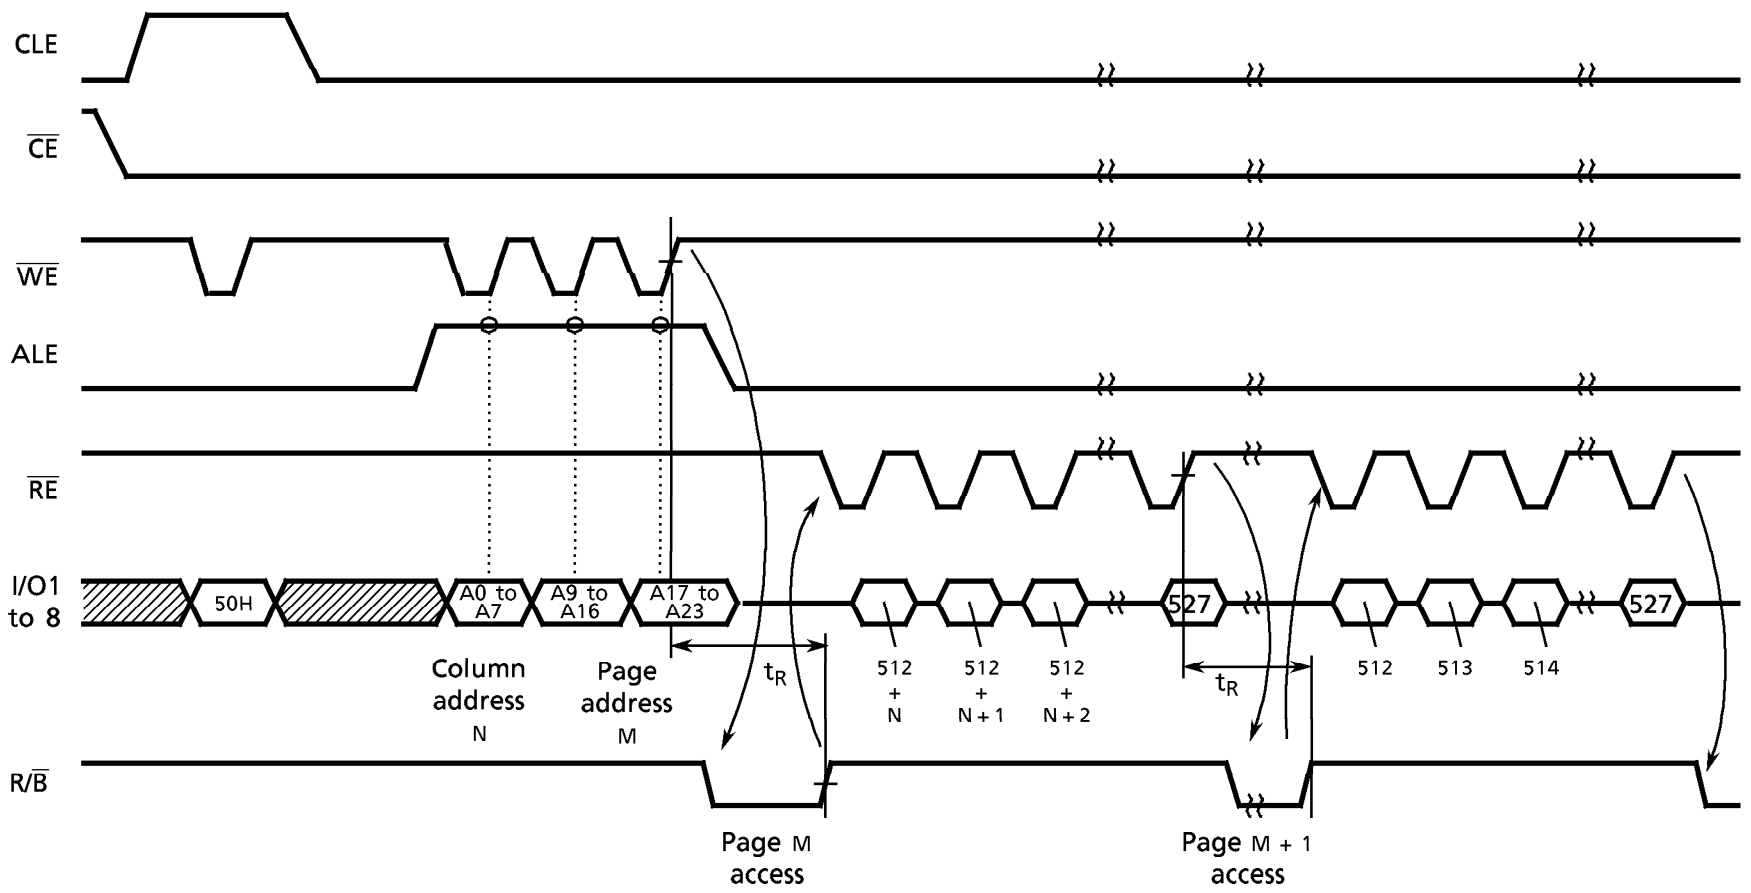 CLE
CE
WE
ALE
RE
I/O1
to 8
50H
A0 to
A7
A9 to
A16
A17 to
A23
527
527
Column
address
N
Page
address
M
tR
512
+
N
512
+
N + 1
512
+
N + 2
tR
512
513
514
R/B
Page M
access
Page M + 1
access